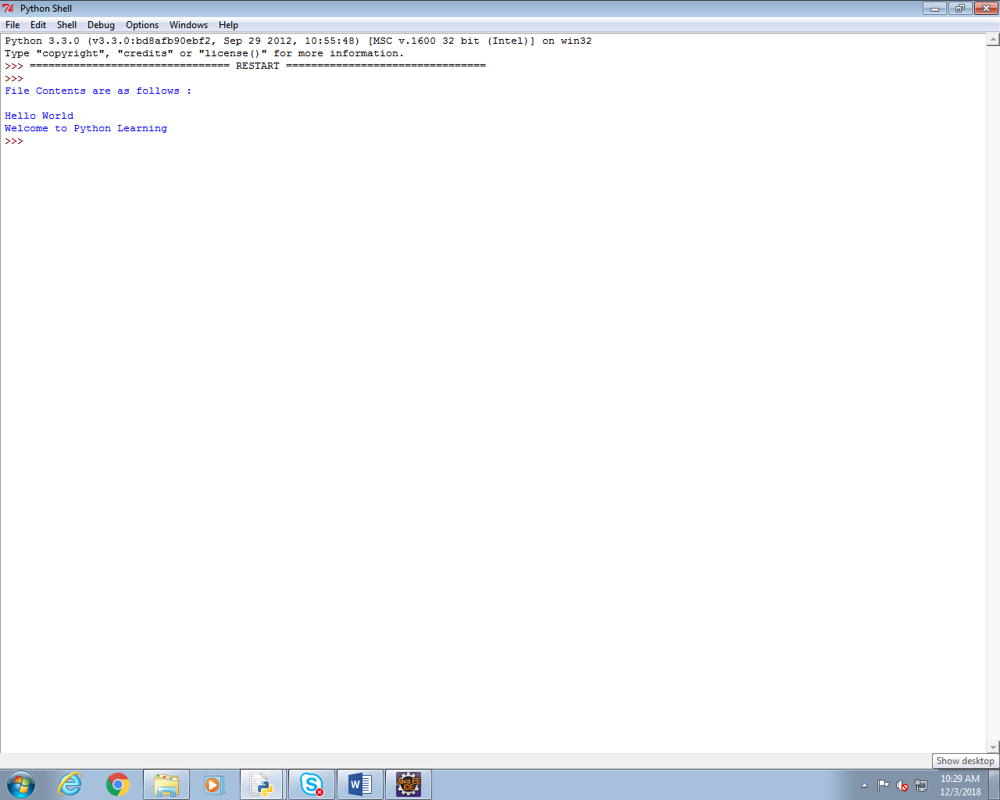 Python Shell
File Edit Shell Debug Options Windows Help
Python 3.3.0 (v3.3.0:bd8afb90ebf2, Sep 29 2012, 10:55:48) [MSC v.1600 32 bit (Intel)] on win32
Type "copyright", "credits" or "license()" for more information.
>>> ================================ RESTART ================================
>>>
File Contents are as follows :
Hello World
Welcome to Python Learning
>>>
Show desktop
Java EE
IDE
10:29 AM
12/3/2018